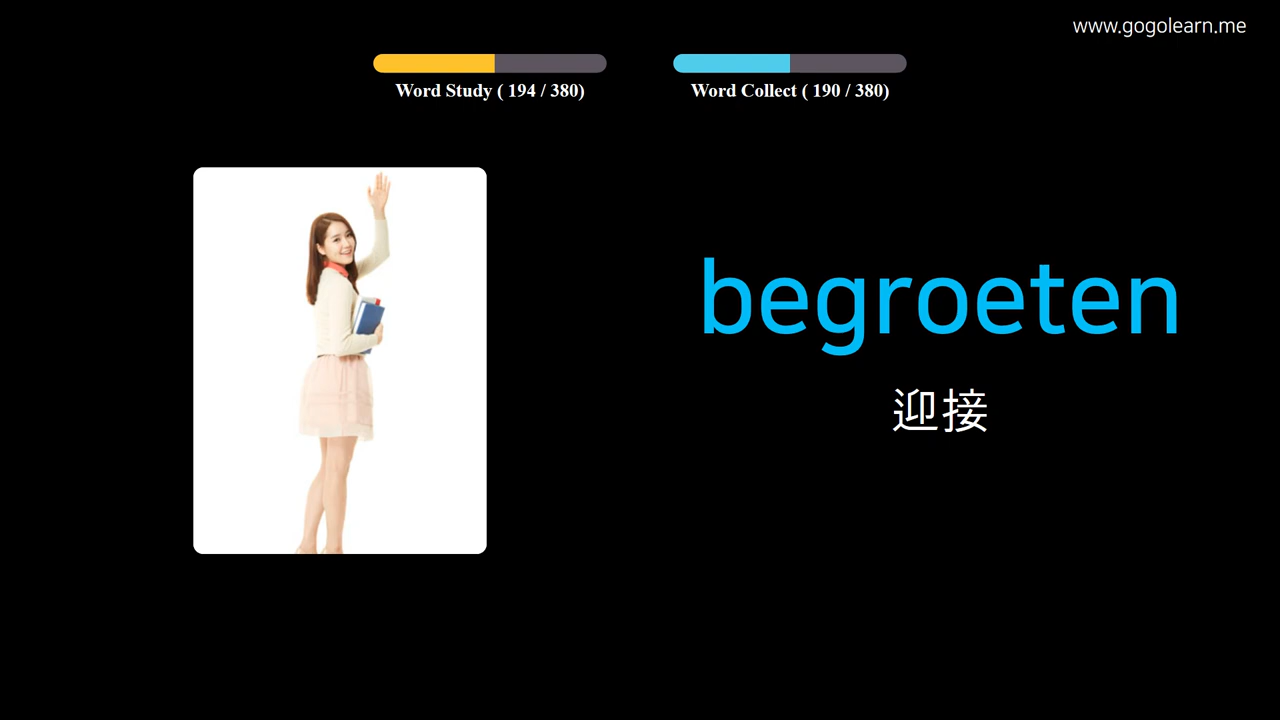 www.gogolearn.me
Word Study ( 194 / 380)
Word Collect ( 190 / 380)
begroeten
迎接